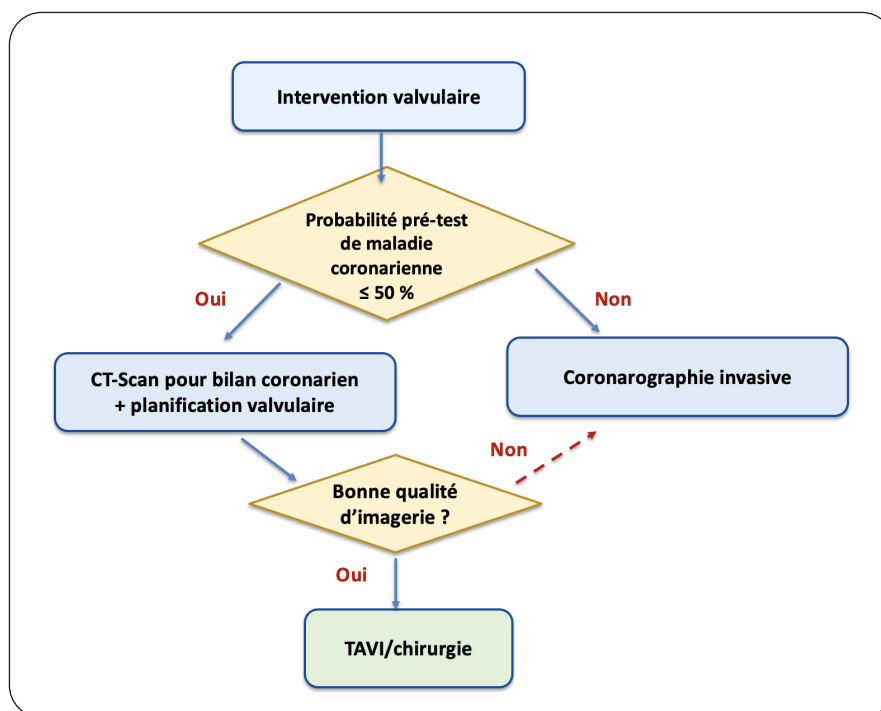 Intervention valvulaire
Probabilité pré-test
de maladie
coronarienne
≤ 50 %
Oui
Non
CT-Scan pour bilan coronarien
+ planification valvulaire
Coronarographie invasive
Non
Bonne qualité
d’imagerie ?
Oui
TAVI/chirurgie